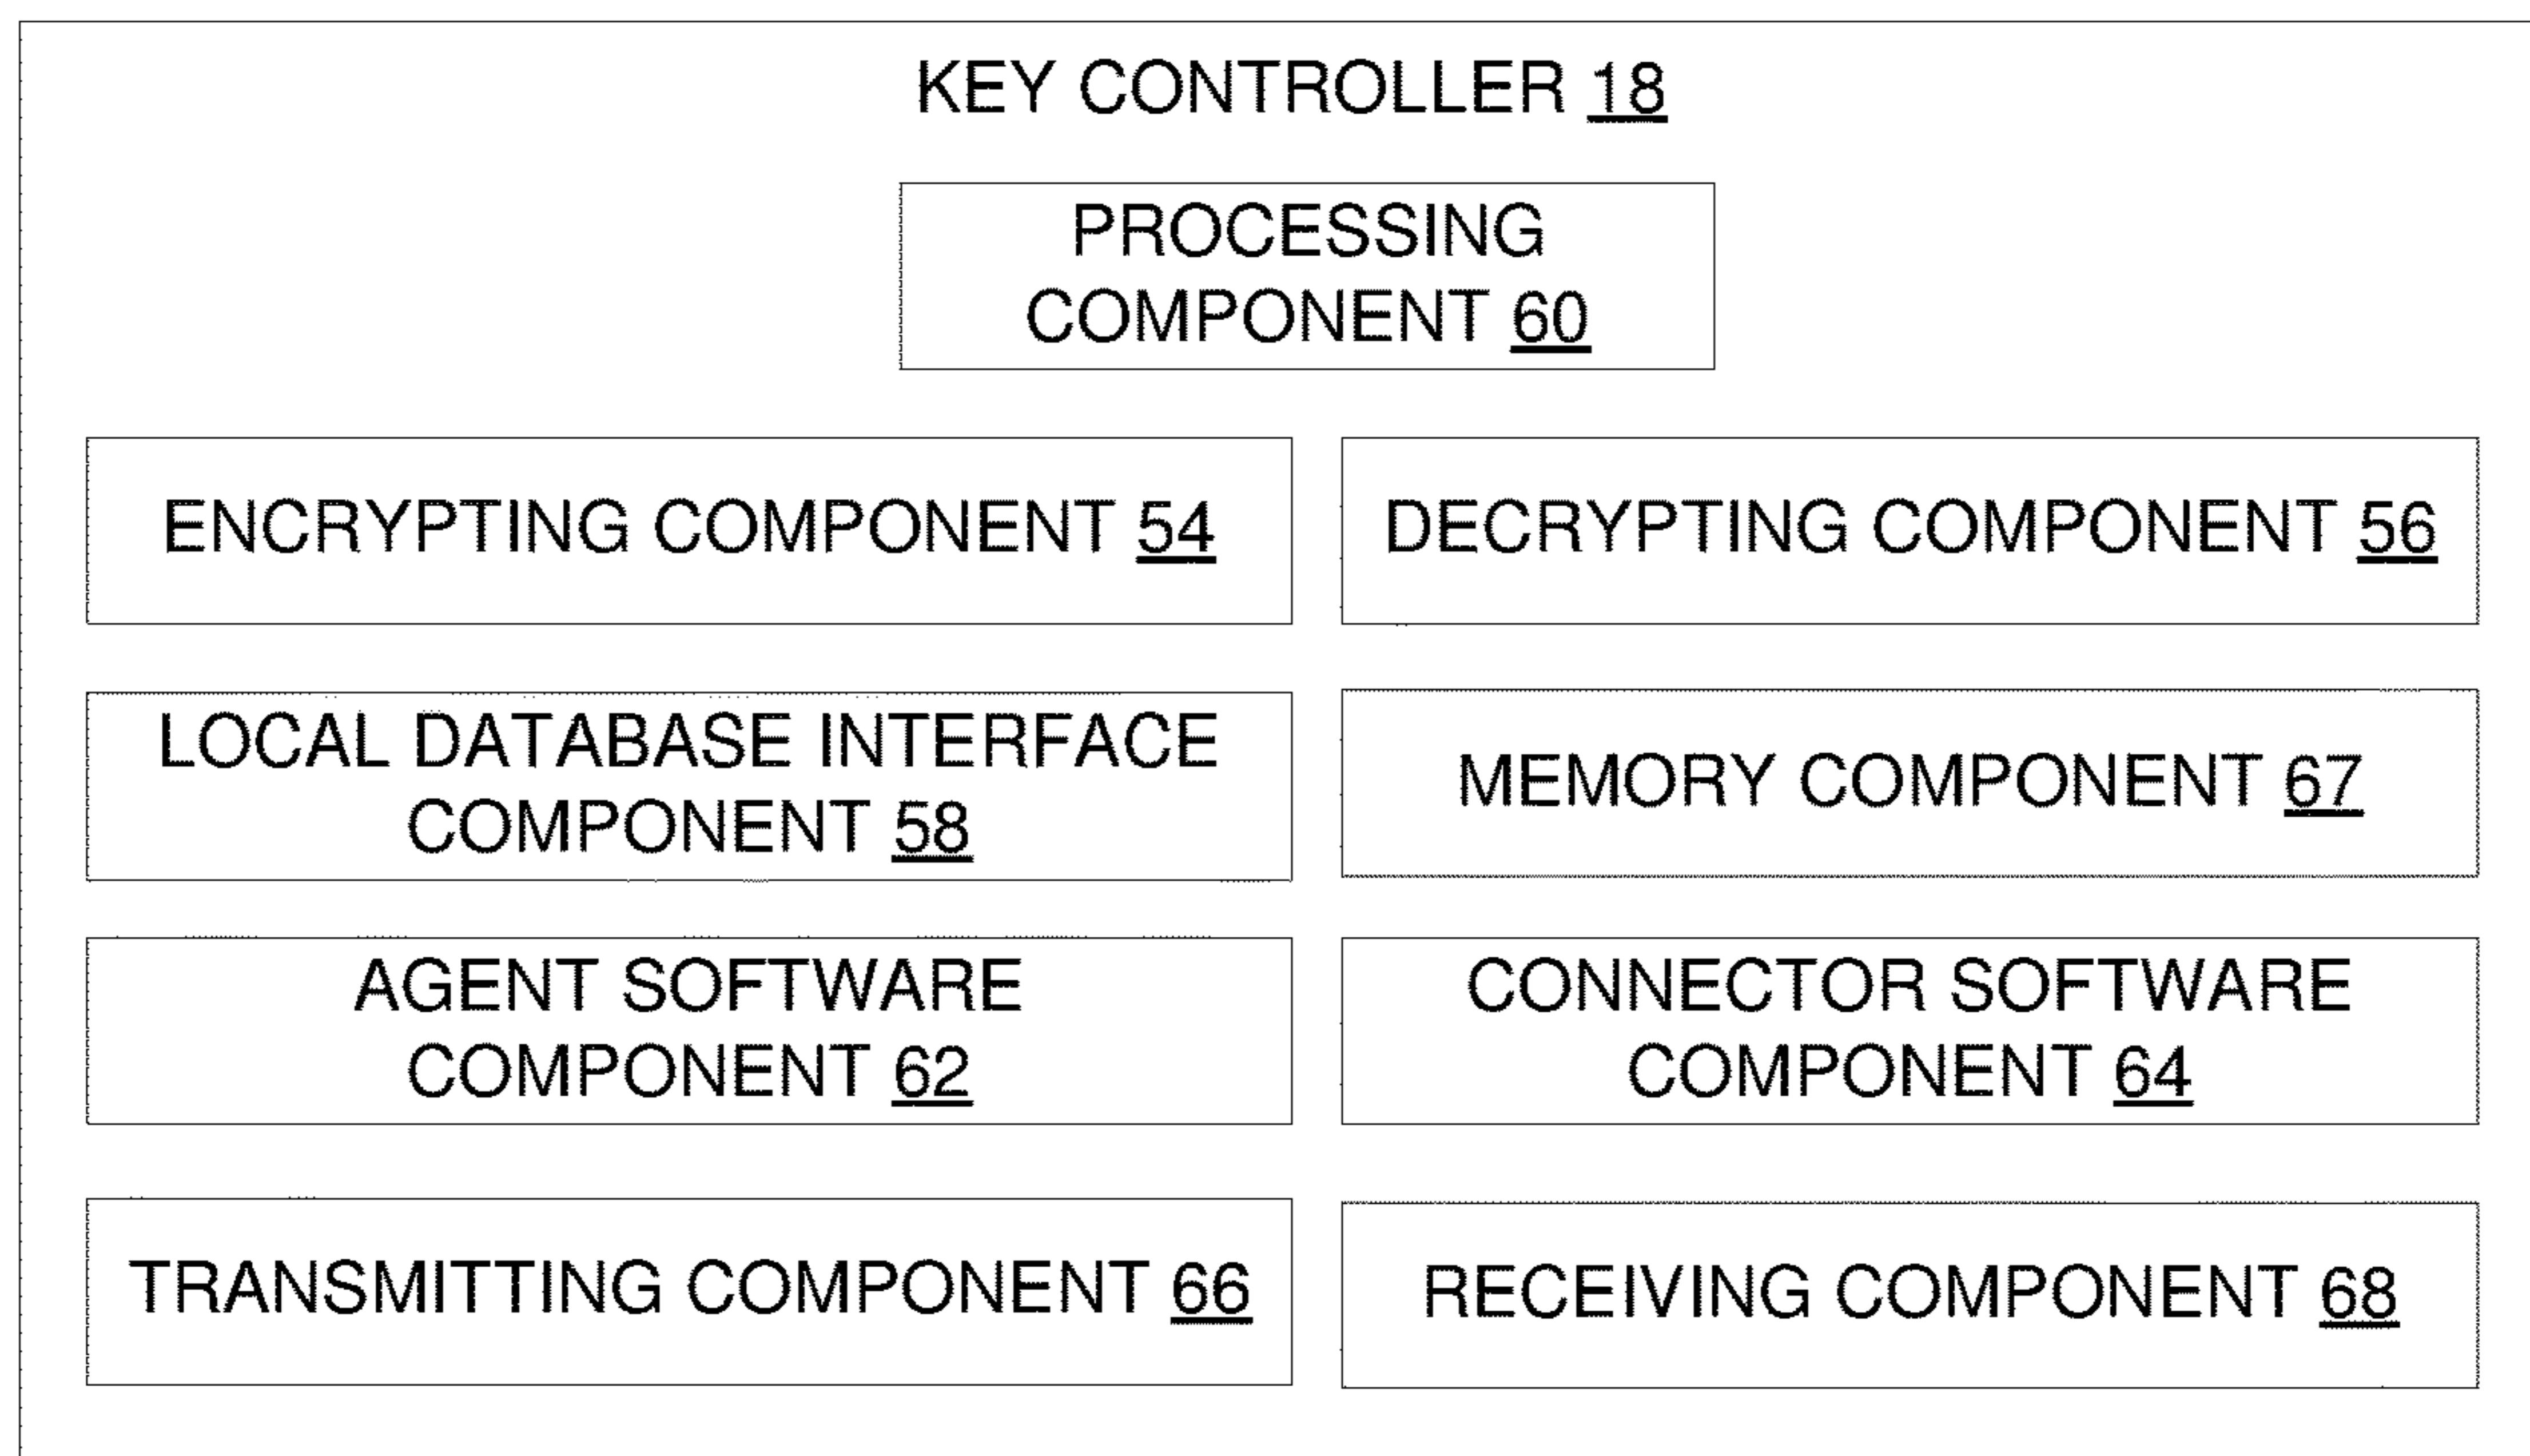 KEY CONTROLLER 18
PROCESSING
COMPONENT 60
ENCRYPTING COMPONENT 54
DECRYPTING COMPONENT 56
LOCAL DATABASE INTERFACE
COMPONENT 58
MEMORY COMPONENT 67
AGENT SOFTWARE
COMPONENT 62
CONNECTOR SOFTWARE
COMPONENT 64
TRANSMITTING COMPONENT 66
RECEIVING COMPONENT 68